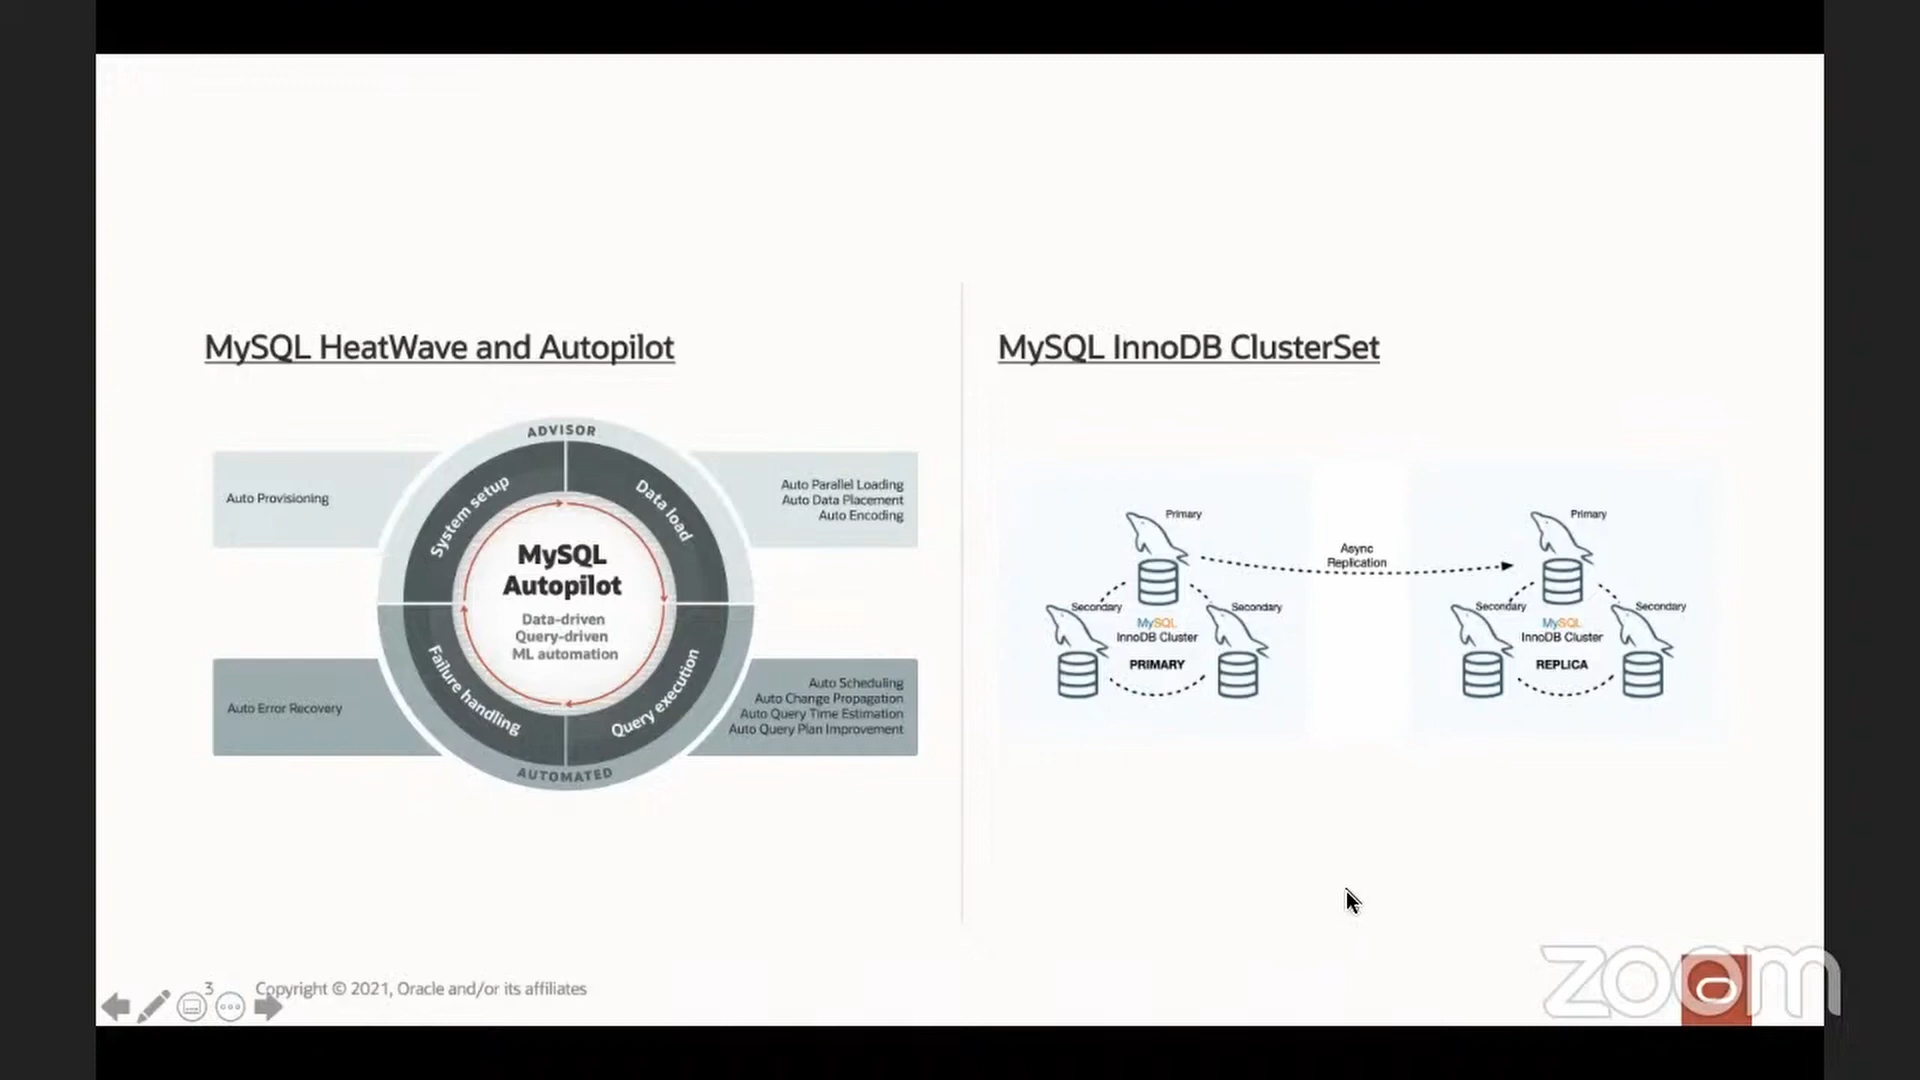 MySQL HeatWave and Autopilot
ADVISOR
System setup
Data load
Auto Provisioning
Auto Parallel Loading
Auto Data Placement
Auto Encoding
MySQL
Autopilot
Data-driven
Query-driven
ML automation
Failure handling
Query execution
Auto Error Recovery
Auto Scheduling
Auto Change Propagation
Auto Query Time Estimation
Auto Query Plan Improvement
AUTOMATED
MySQL InnoDB ClusterSet
Primary
Secondary
Secondary
MySQL
InnoDB Cluster
PRIMARY
Async
Replication
Primary
Secondary
Secondary
MySQL
InnoDB Cluster
REPLICA
3
Copyright © 2021, Oracle and/or its affiliates
zoom